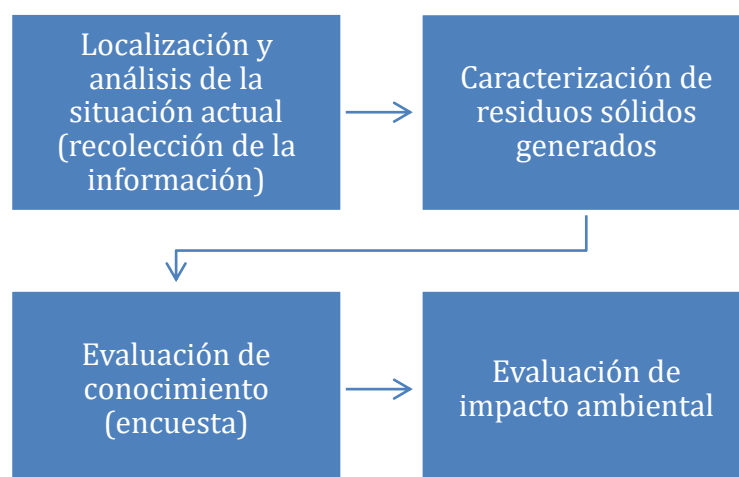 Localización y
análisis de la
situación actual
(recolección de la
información)
Caracterización de
residuos sólidos
generados
Evaluación de
conocimiento
(encuesta)
Evaluación de
impacto ambiental